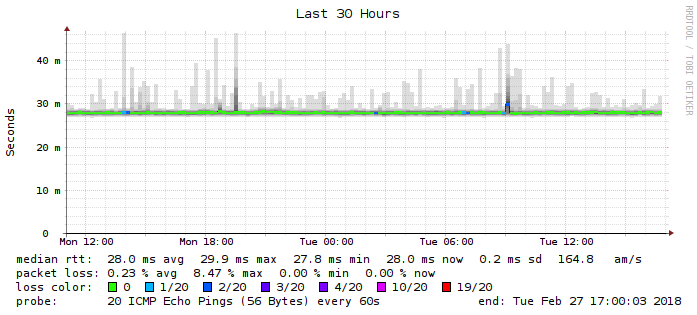 Last 30 Hours
RRDTOOL / TOBI OETIKER
Seconds
40 m
30 m
20 m
10 m
0
Mon 12:00 Mon 18:00 Tue 00:00 Tue 06:00 Tue 12:00
median rtt: 28.0 ms avg 29.9 ms max 27.8 ms min 28.0 ms now 0.2 ms sd 164.8 am/s
packet loss: 0.23 % avg 8.47 % max 0.00 % min 0.00 % now
loss color: 0 1/20 2/20 3/20 4/20 10/20 19/20
probe: 20 ICMP Echo Pings (56 Bytes) every 60s end: Tue Feb 27 17:00:03 2018